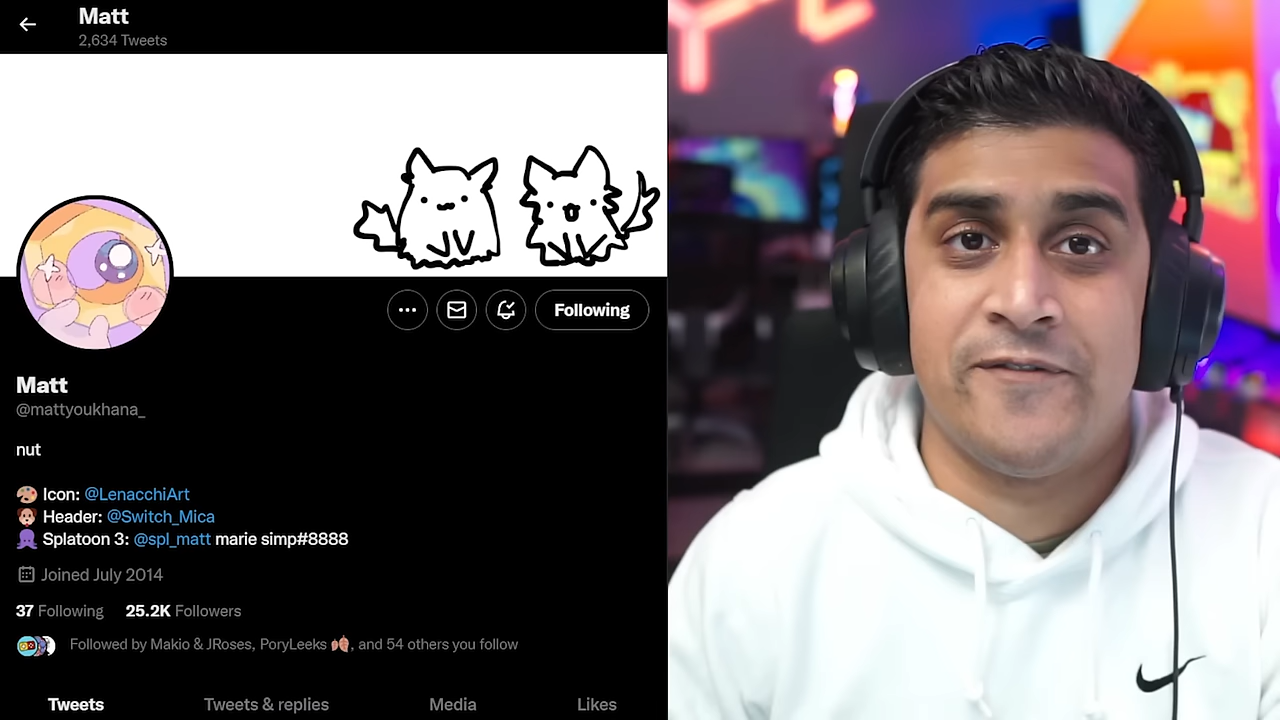 Matt
2,634 Tweets
Following
Matt
@mattyoukhana_
nut
Icon: @LenacchiArt
Header: @Switch_Mica
Splatoon 3: @spl_matt marie simp#8888
Joined July 2014
37 Following 25.2K Followers
Followed by Makio & JRoses, PoryLeeks, and 54 others you follow
Tweets Tweets & replies Media Likes